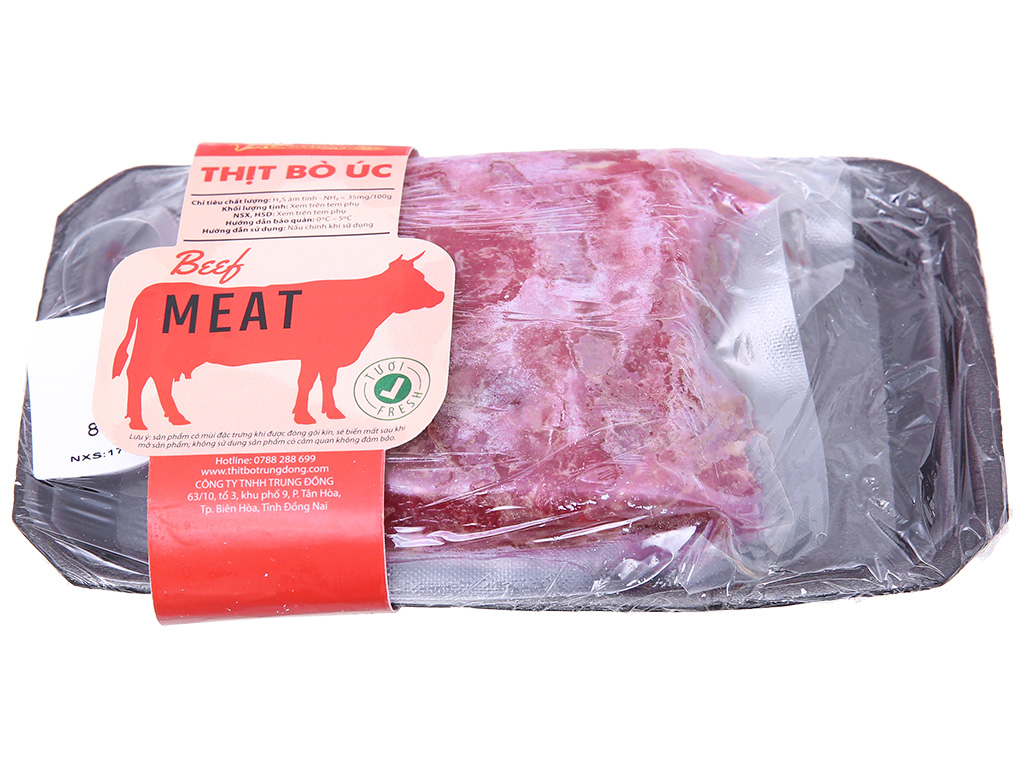 THỊT BÒ ÚC
Chỉ tiêu chất lượng: H₂S âm tính - NH₃ < 35mg/100g
Khối lượng tịnh: Xem trên tem phụ
NSX, HSD: Xem trên tem phụ
Hướng dẫn bảo quản: 0°C – 5°C
Hướng dẫn sử dụng: Nấu chính khi sử dụng
Beef
MEAT
TƯƠI
FRESH
Lưu ý: sản phẩm có mùi đặc trưng khi được đóng gói kín, sẽ biến mất sau khi
mở sản phẩm; không sử dụng sản phẩm có cảm quan không đảm bảo.
8
NXS:17
Hotline: 0788 288 699
www.thitbotrungdong.com
CÔNG TY TNHH TRUNG ĐỒNG
63/10, tổ 3, khu phố 9, P. Tân Hòa,
Tp. Biên Hòa, Tỉnh Đồng Nai